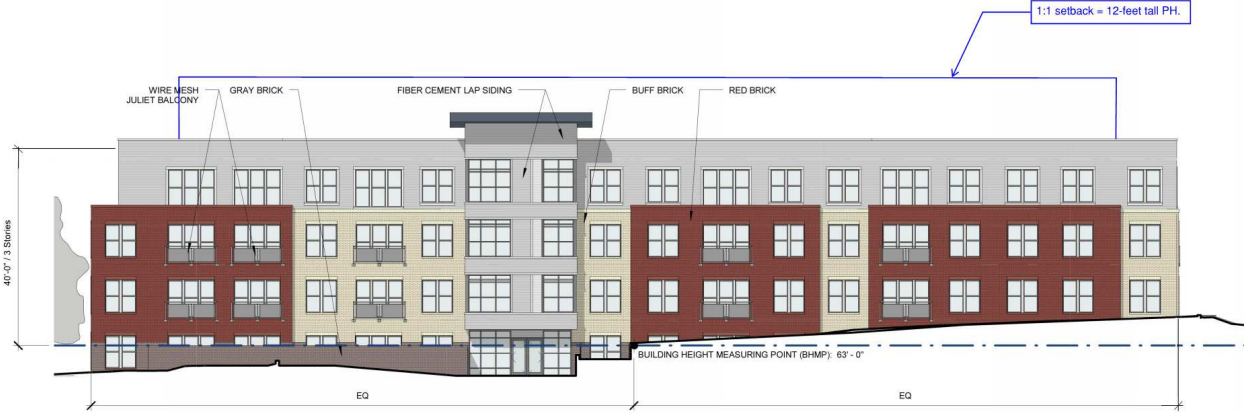 1:1 setback = 12-feet tall PH.
WIRE MESH
JULIET BALCONY
GRAY BRICK
FIBER CEMENT LAP SIDING
BUFF BRICK
RED BRICK
40'-0" / 3 Stories
BUILDING HEIGHT MEASURING POINT (BHMP): 63' - 0"
EQ
EQ